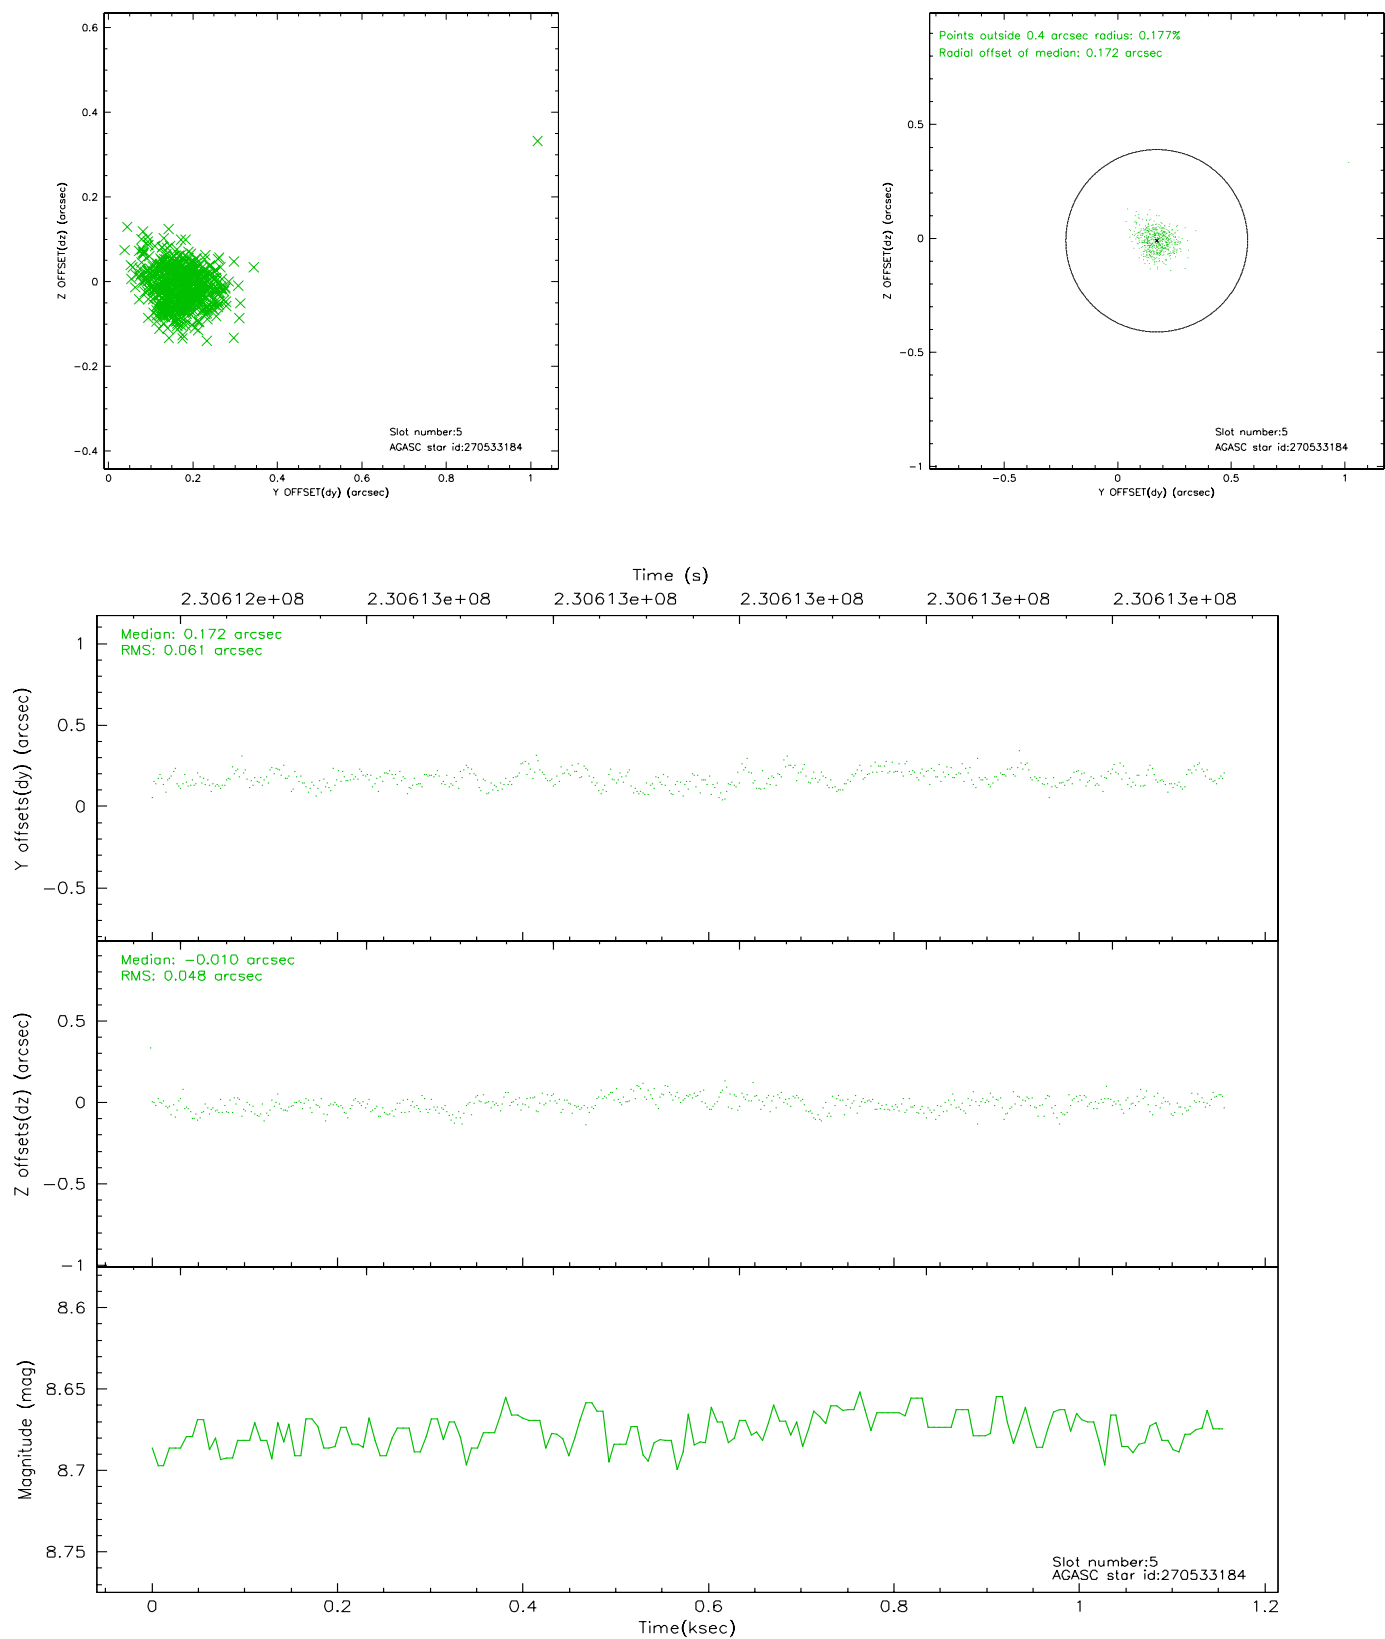 0.6
0.4
0.2
0
−0.2
−0.4
Z OFFSET(dz) (arcsec)
0 0.2 0.4 0.6 0.8 1
Y OFFSET(dy) (arcsec)
Slot number:5
AGASC star id:270533184
Points outside 0.4 arcsec radius: 0.177%
Radial offset of median: 0.172 arcsec
0.5
0
−0.5
−1
Z OFFSET(dz) (arcsec)
−0.5 0 0.5 1
Y OFFSET(dy) (arcsec)
Slot number:5
AGASC star id:270533184
Time (s)
2.30612e+08 2.30613e+08 2.30613e+08 2.30613e+08 2.30613e+08 2.30613e+08
Median: 0.172 arcsec
RMS: 0.061 arcsec
1
0.5
0
−0.5
Y offsets(dy) (arcsec)
Median: −0.010 arcsec
RMS: 0.048 arcsec
0.5
0
−0.5
−1
Z offsets(dz) (arcsec)
8.6
8.65
8.7
8.75
Magnitude (mag)
Slot number:5
AGASC star id:270533184
0 0.2 0.4 0.6 0.8 1 1.2
Time(ksec)